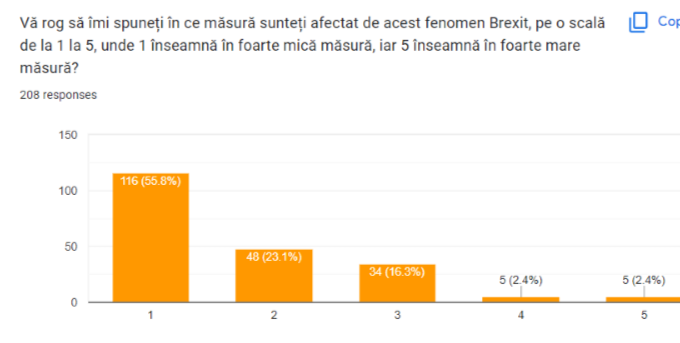 Vă rog să îmi spuneți în ce măsură sunteți afectat de acest fenomen Brexit, pe o scală
de la 1 la 5, unde 1 înseamnă în foarte mică măsură, iar 5 înseamnă în foarte mare
măsură?
Cop
208 responses
150
100
50
0
116 (55.8%)
48 (23.1%)
34 (16.3%)
5 (2.4%)
5 (2.4%)
1
2
3
4
5